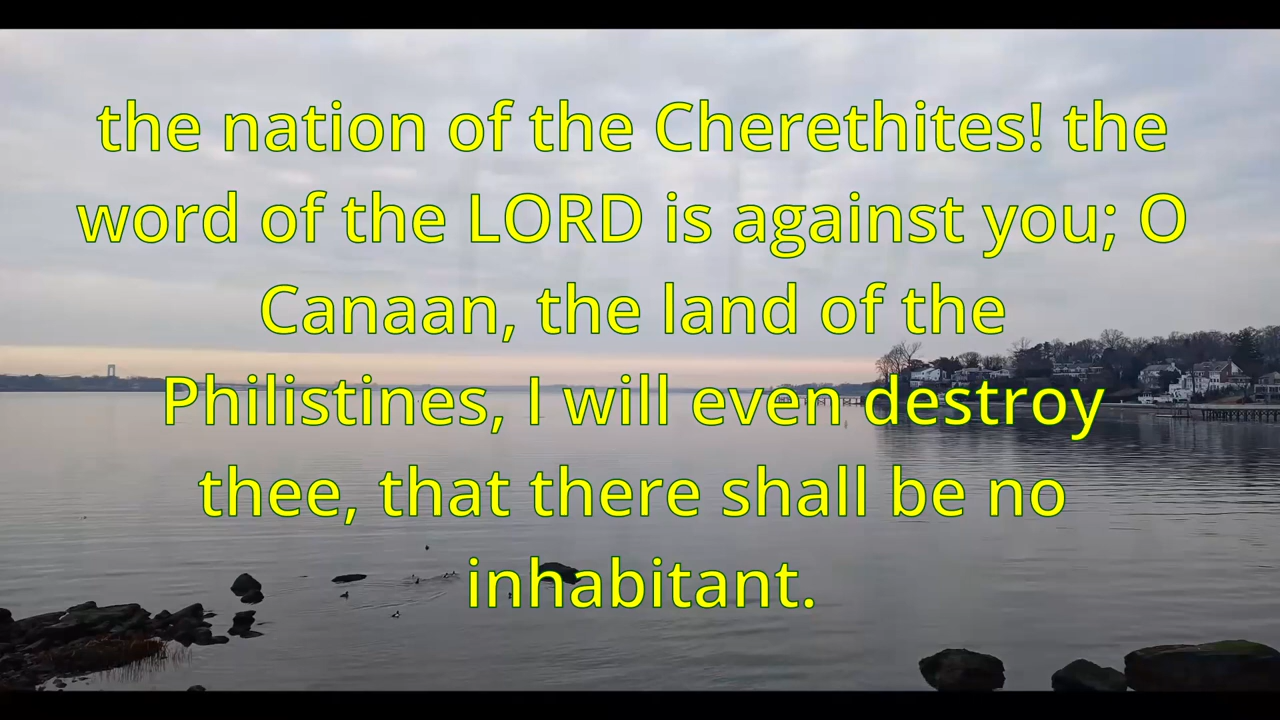 the nation of the Cherethites! the
word of the LORD is against you; O
Canaan, the land of the
Philistines, I will even destroy
thee, that there shall be no
inhabitant.